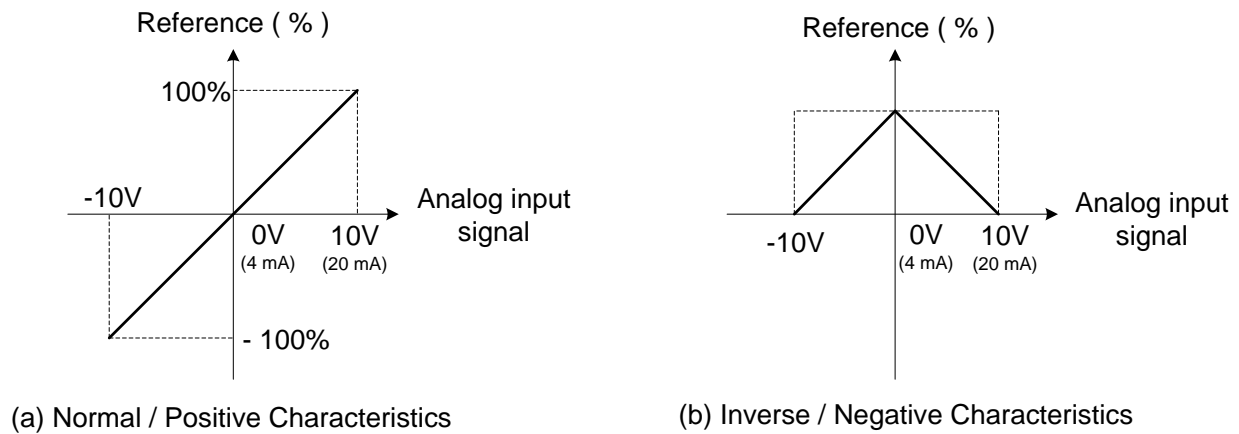 Reference ( % )
100%
-10V
Analog input
signal
0V
(4 mA)
10V
(20 mA)
- 100%
(a) Normal / Positive Characteristics
Reference ( % )
Analog input
signal
-10V
0V
(4 mA)
10V
(20 mA)
(b) Inverse / Negative Characteristics